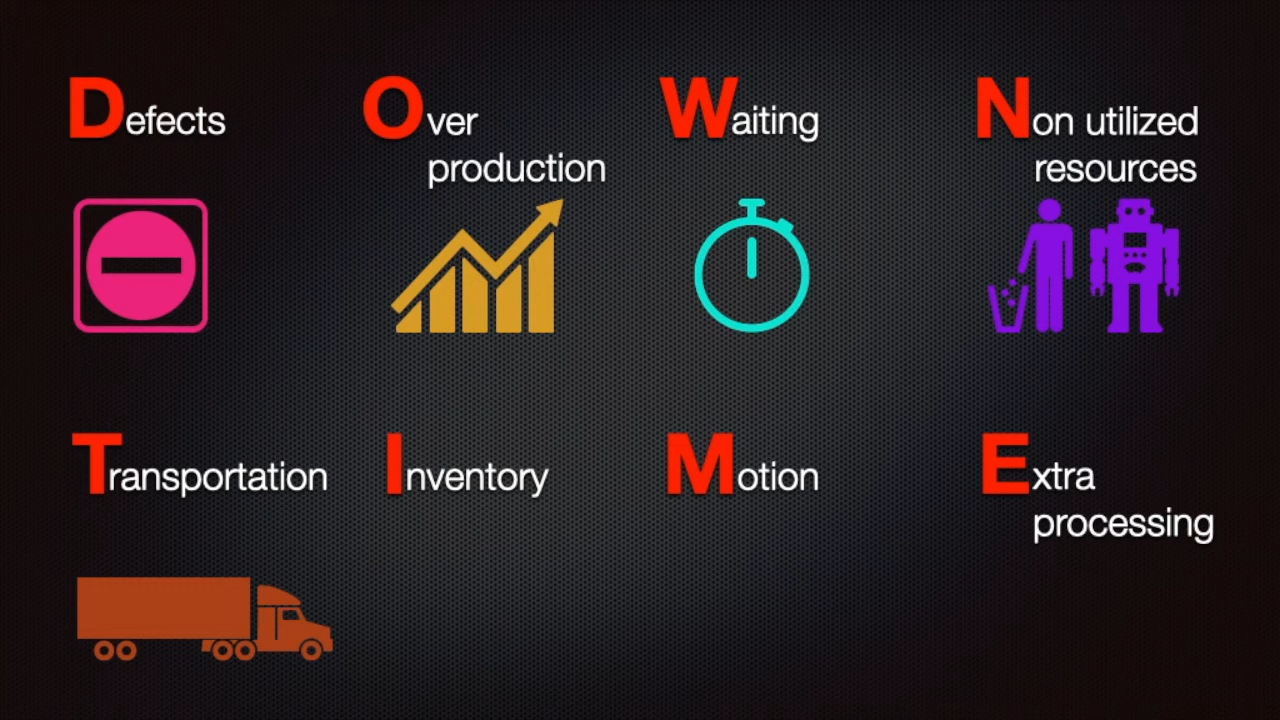 Defects
Over
production
Waiting
Non utilized
resources
Transportation
Inventory
Motion
Extra
processing